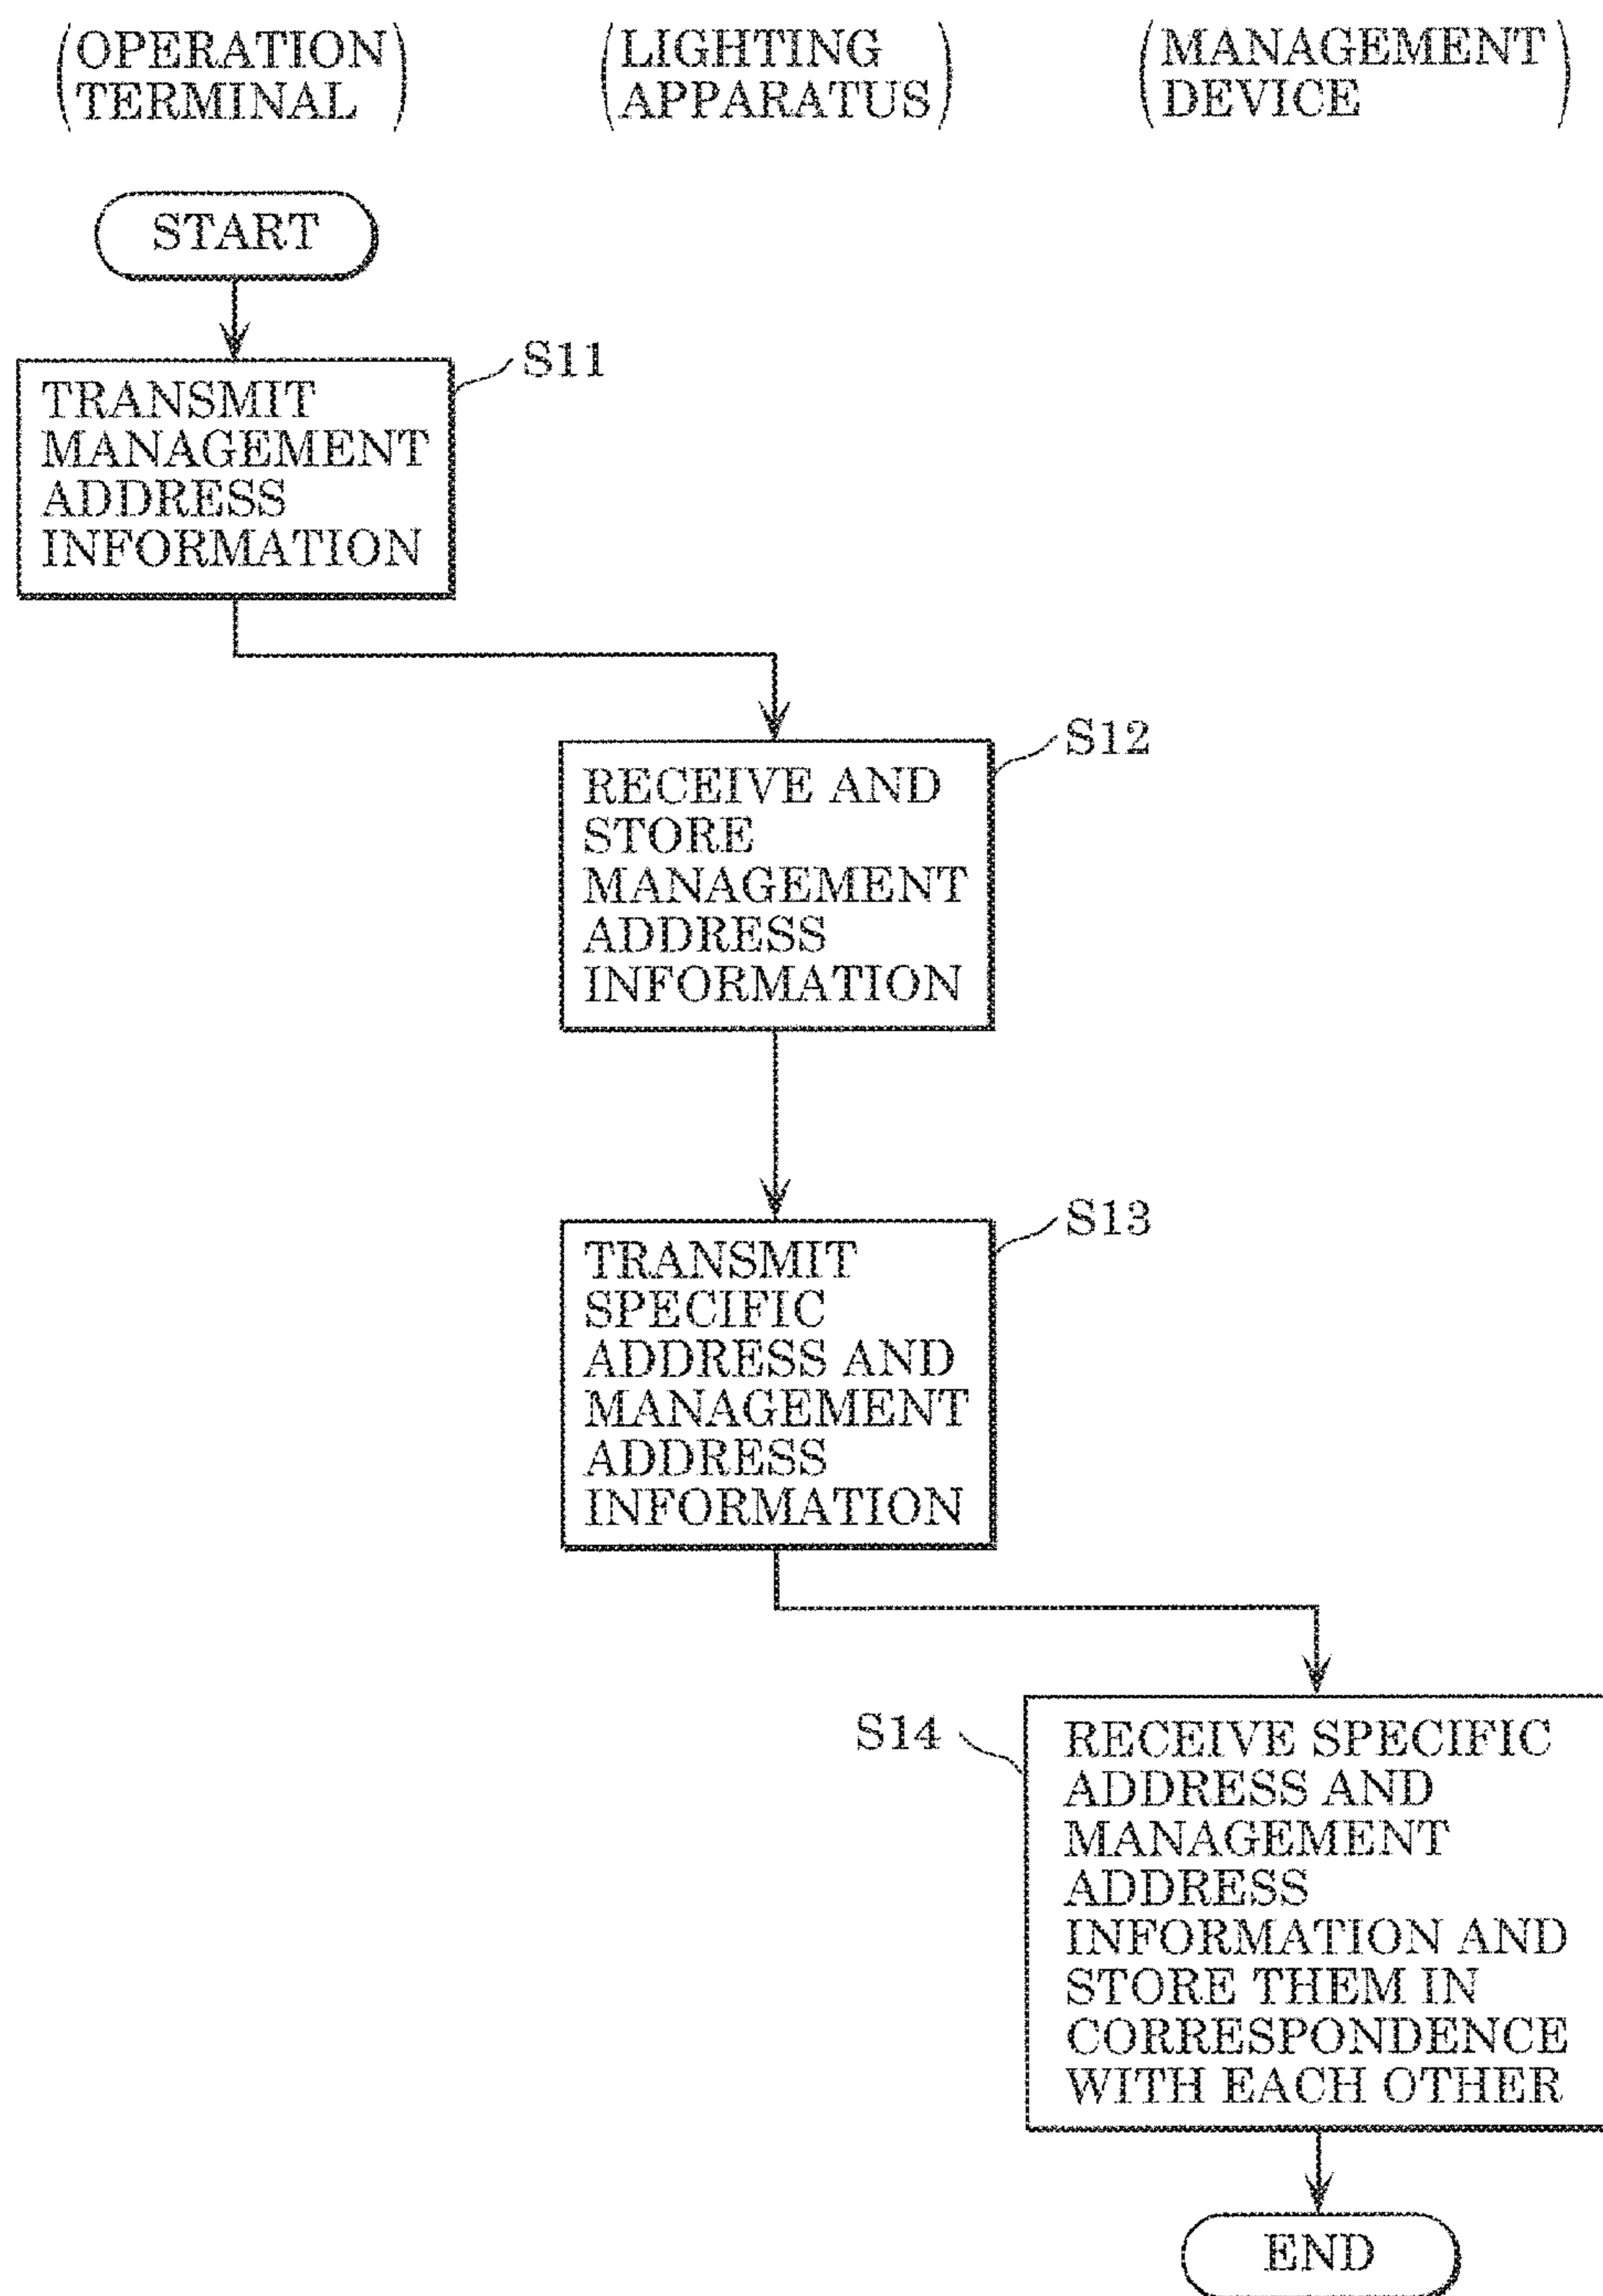 (OPERATION
TERMINAL)
(LIGHTING
APPARATUS)
(MANAGEMENT
DEVICE)
START
S11
TRANSMIT
MANAGEMENT
ADDRESS
INFORMATION
S12
RECEIVE AND
STORE
MANAGEMENT
ADDRESS
INFORMATION
S13
TRANSMIT
SPECIFIC
ADDRESS AND
MANAGEMENT
ADDRESS
INFORMATION
S14
RECEIVE SPECIFIC
ADDRESS AND
MANAGEMENT
ADDRESS
INFORMATION AND
STORE THEM IN
CORRESPONDENCE
WITH EACH OTHER
END